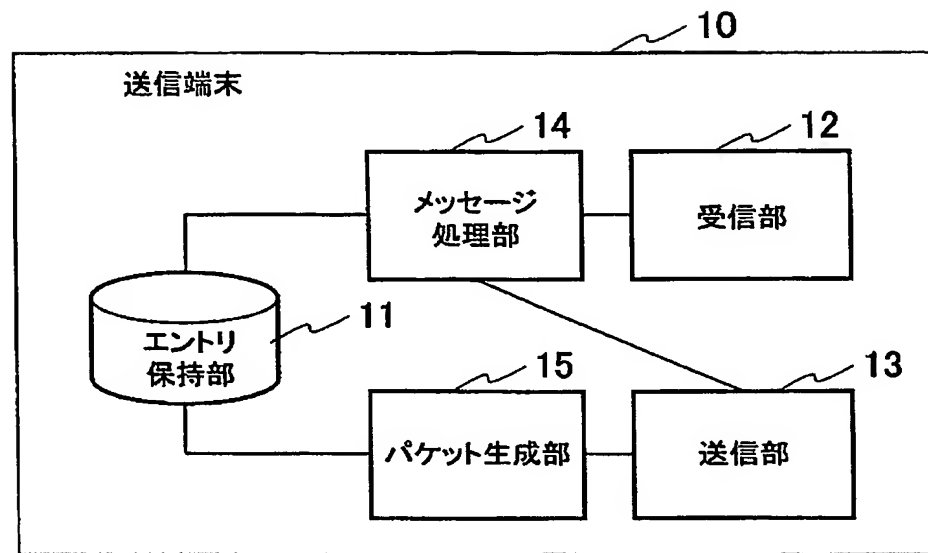 10
送信端末
14
12
メッセージ
処理部
受信部
11
エントリ
保持部
15
13
パケット生成部
送信部